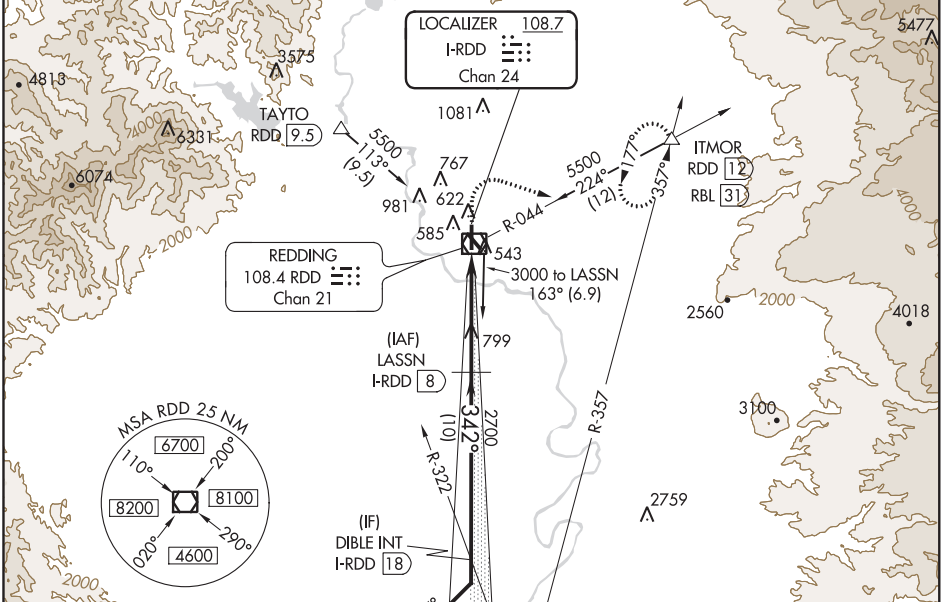 LOCALIZER 108.7
I-RDD
Chan 24
5477
3575
4813
TAYTO
RDD 9.5
1081
4000
6331
5500
113°
(9.5)
767
177°
357°
ITMOR
RDD 12
RBL 31
5500
224°
(12)
6074
981
622
R-044
585
2000
543
REDDING
108.4 RDD
Chan 21
3000 to LASSN
163° (6.9)
2560
2000
4018
799
(IAF)
LASSN
I-RDD 8
342°
(10)
2700
R-357
3100
MSA RDD 25 NM
6700
110°
200°
8200
8100
020°
290°
4600
R-322
2759
(IF)
DIBLE INT
I-RDD 18
2000